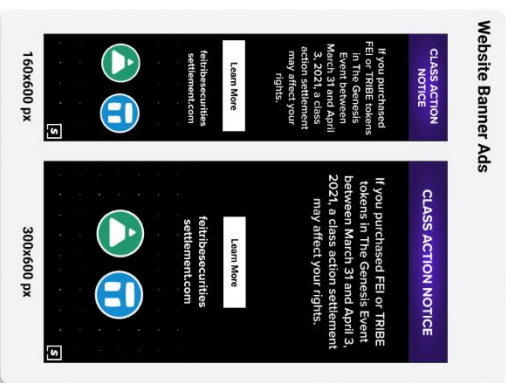 Website Banner Ads
CLASS ACTION
NOTICE
If you purchased
FEI or TRIBE tokens
in The Genesis
Event between
March 31 and April
3, 2021, a class
action settlement
may affect your
rights.
Learn More
feitribesecurities
settlement.com
160x600 px
CLASS ACTION NOTICE
If you purchased FEI or TRIBE
tokens in The Genesis Event
between March 31 and April 3,
2021, a class action settlement
may affect your rights.
Learn More
feitribesecurities
settlement.com
300x600 px